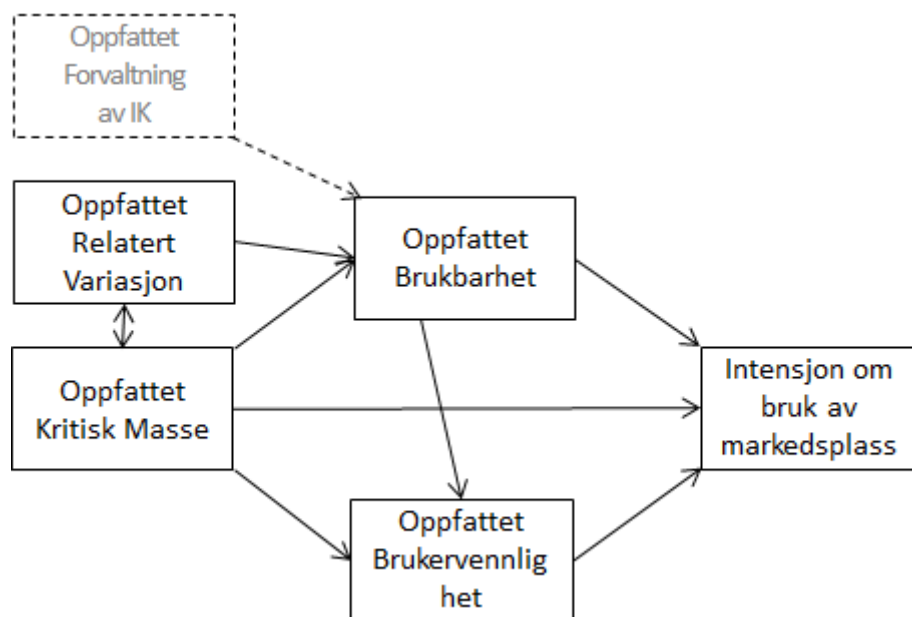 Oppfattet
Forvaltning
av IK
Oppfattet
Relatert
Variasjon
Oppfattet
Brukbarhet
Oppfattet
Kritisk Masse
Intensjon om
bruk av
markedsplass
Oppfattet
Brukervennlig
het